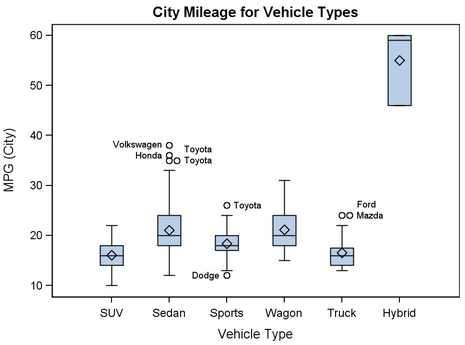 City Mileage for Vehicle Types
MPG (City)
60
50
40
30
20
10
Volkswagen
Toyota
Honda
Toyota
Toyota
Dodge
Ford
Mazda
SUV
Sedan
Sports
Wagon
Truck
Hybrid
Vehicle Type